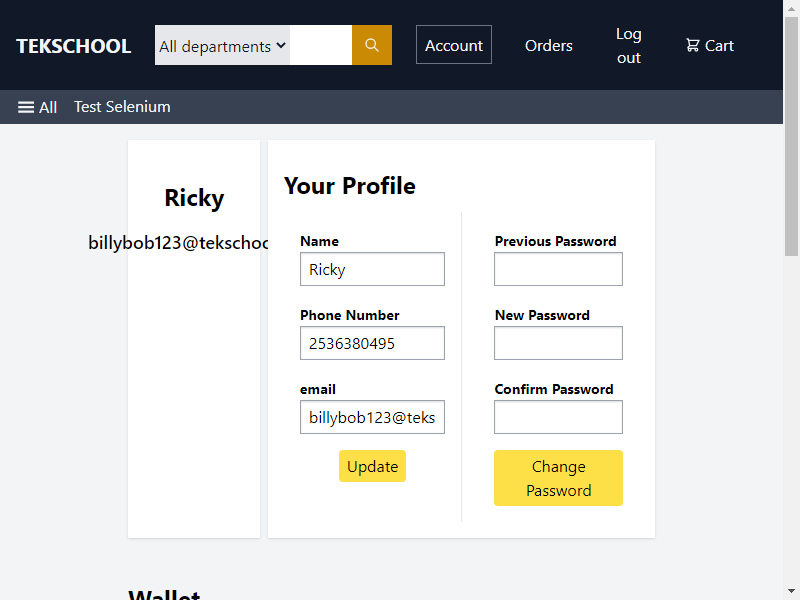 TEKSCHOOL
All departments
Account
Orders
Log
out
Cart
All
Test Selenium
Ricky
billybob123@tekschoo
Your Profile
Name
Ricky
Phone Number
2536380495
email
billybob123@teks
Update
Previous Password
New Password
Confirm Password
Change
Password
Wallet